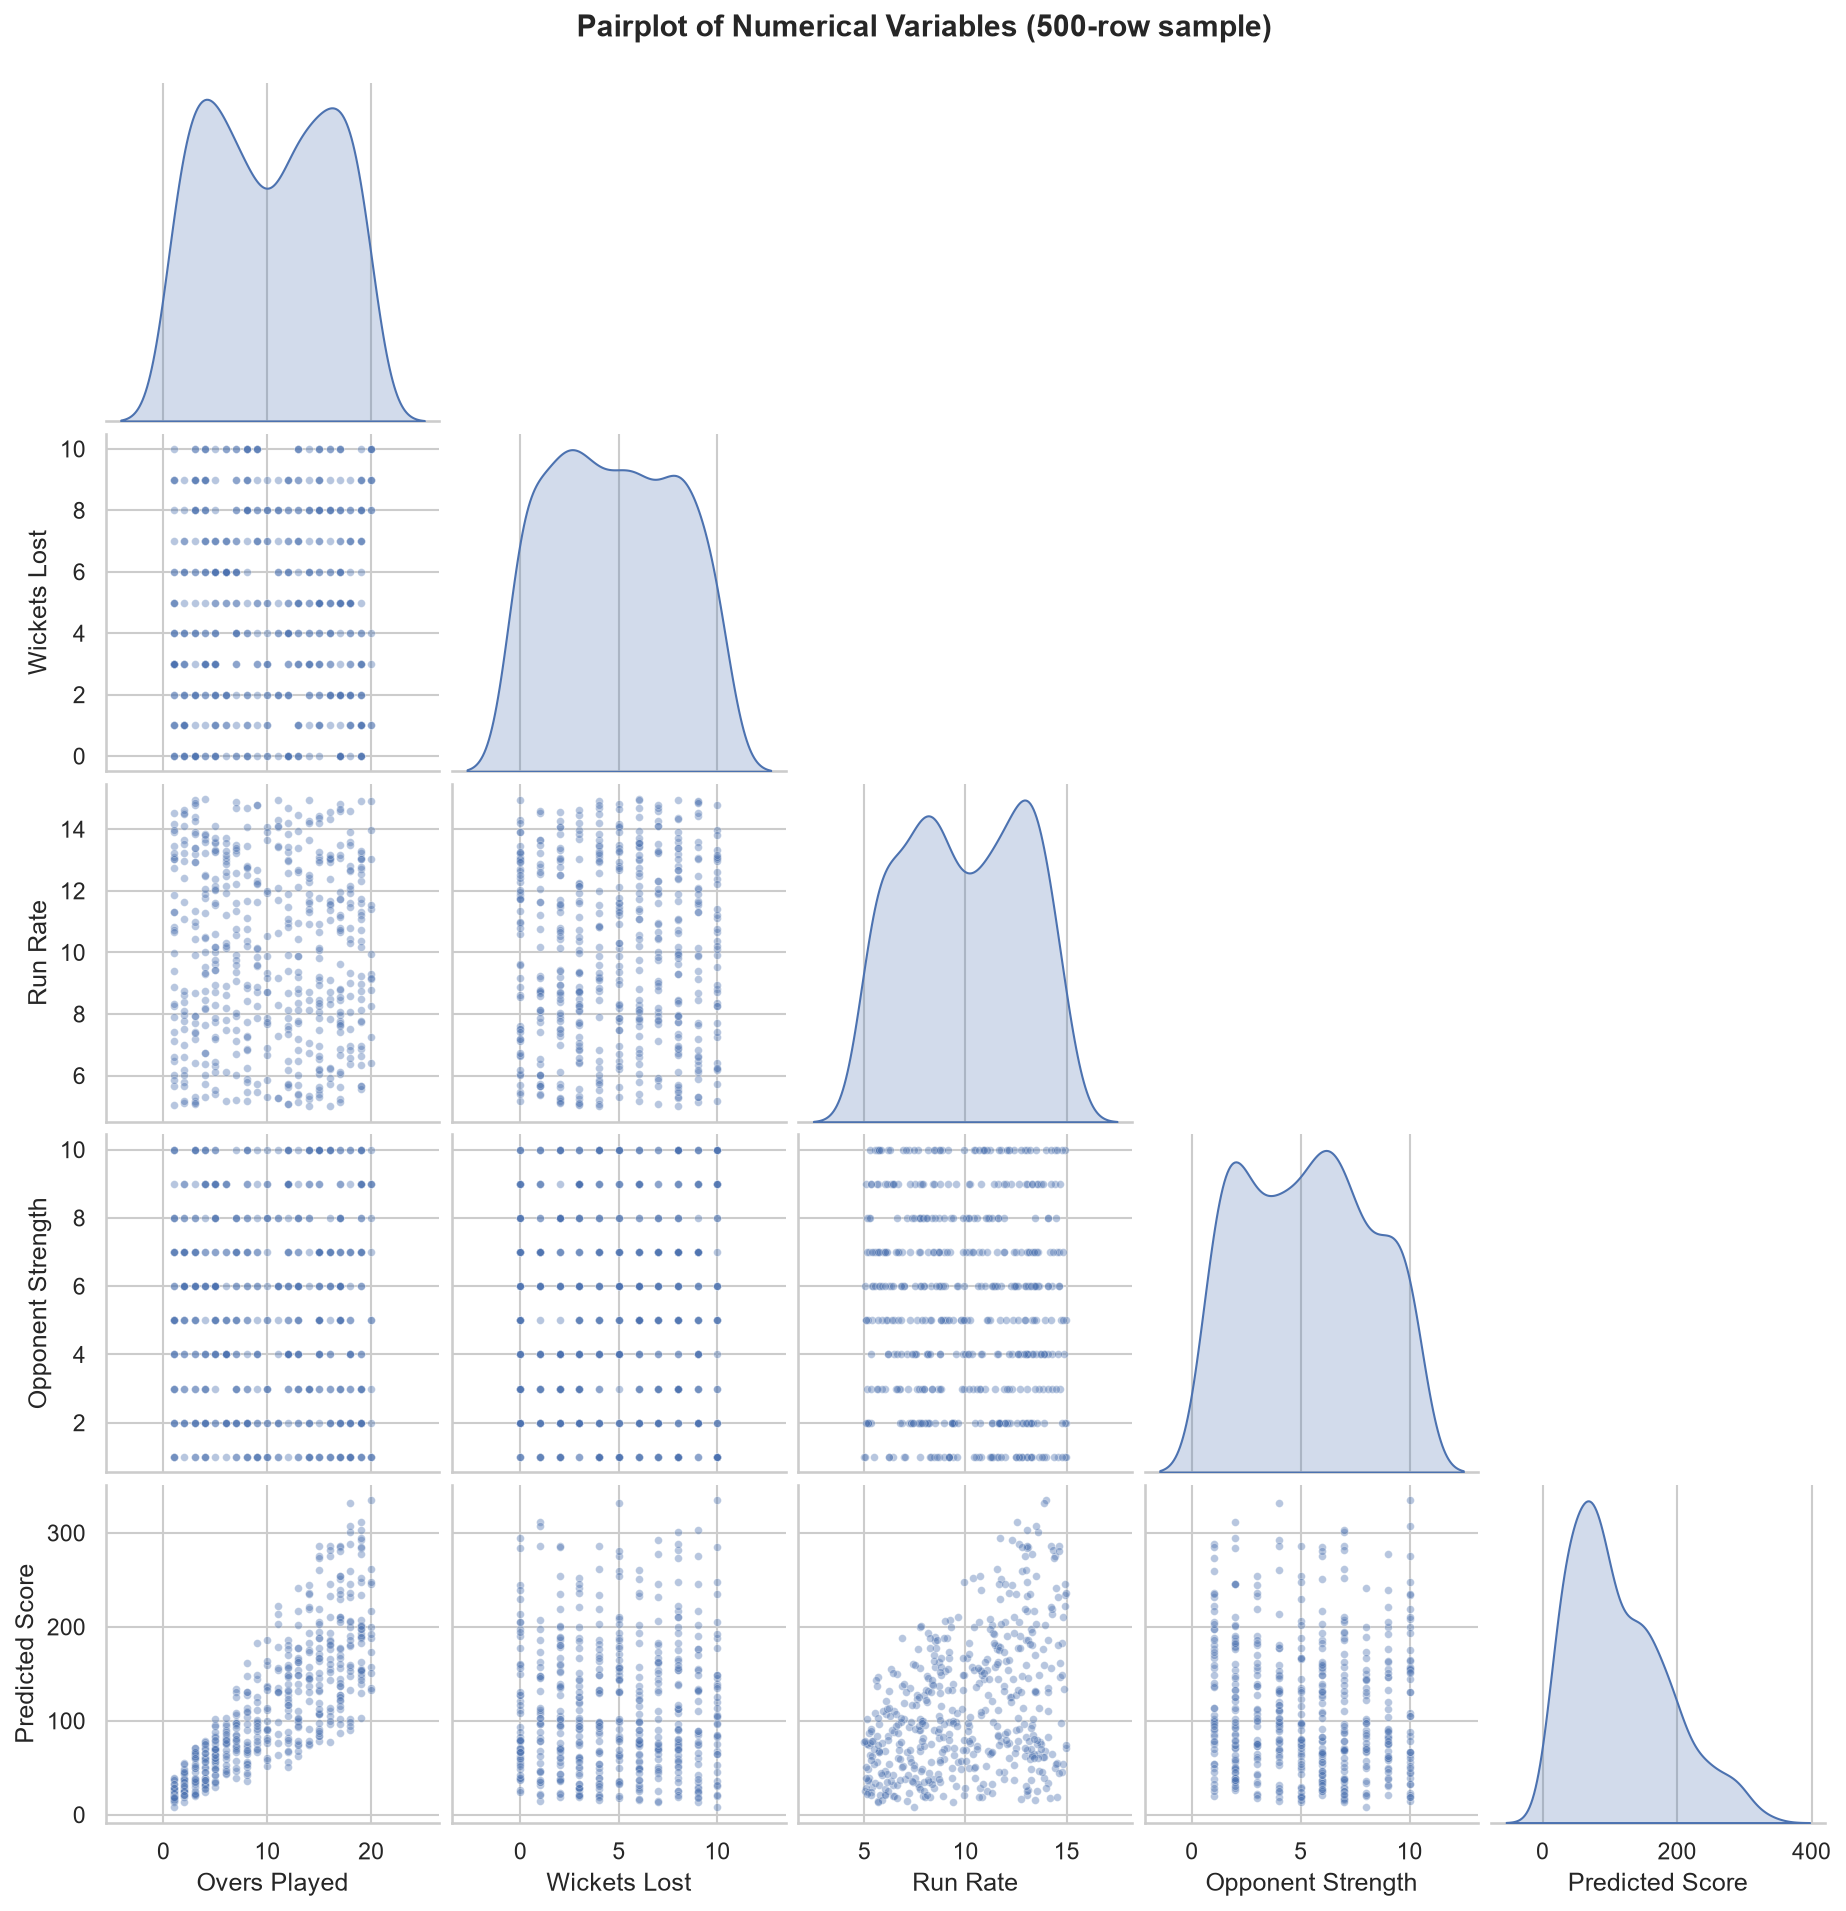 Pairplot of Numerical Variables (500-row sample)
10
8
6
4
2
0
Wickets Lost
14
12
10
8
6
Run Rate
10
8
6
4
2
Opponent Strength
300
200
100
0
Predicted Score
0 10 20
0 5 10
5 10 15
0 5 10
0 200 400
Overs Played
Wickets Lost
Run Rate
Opponent Strength
Predicted Score